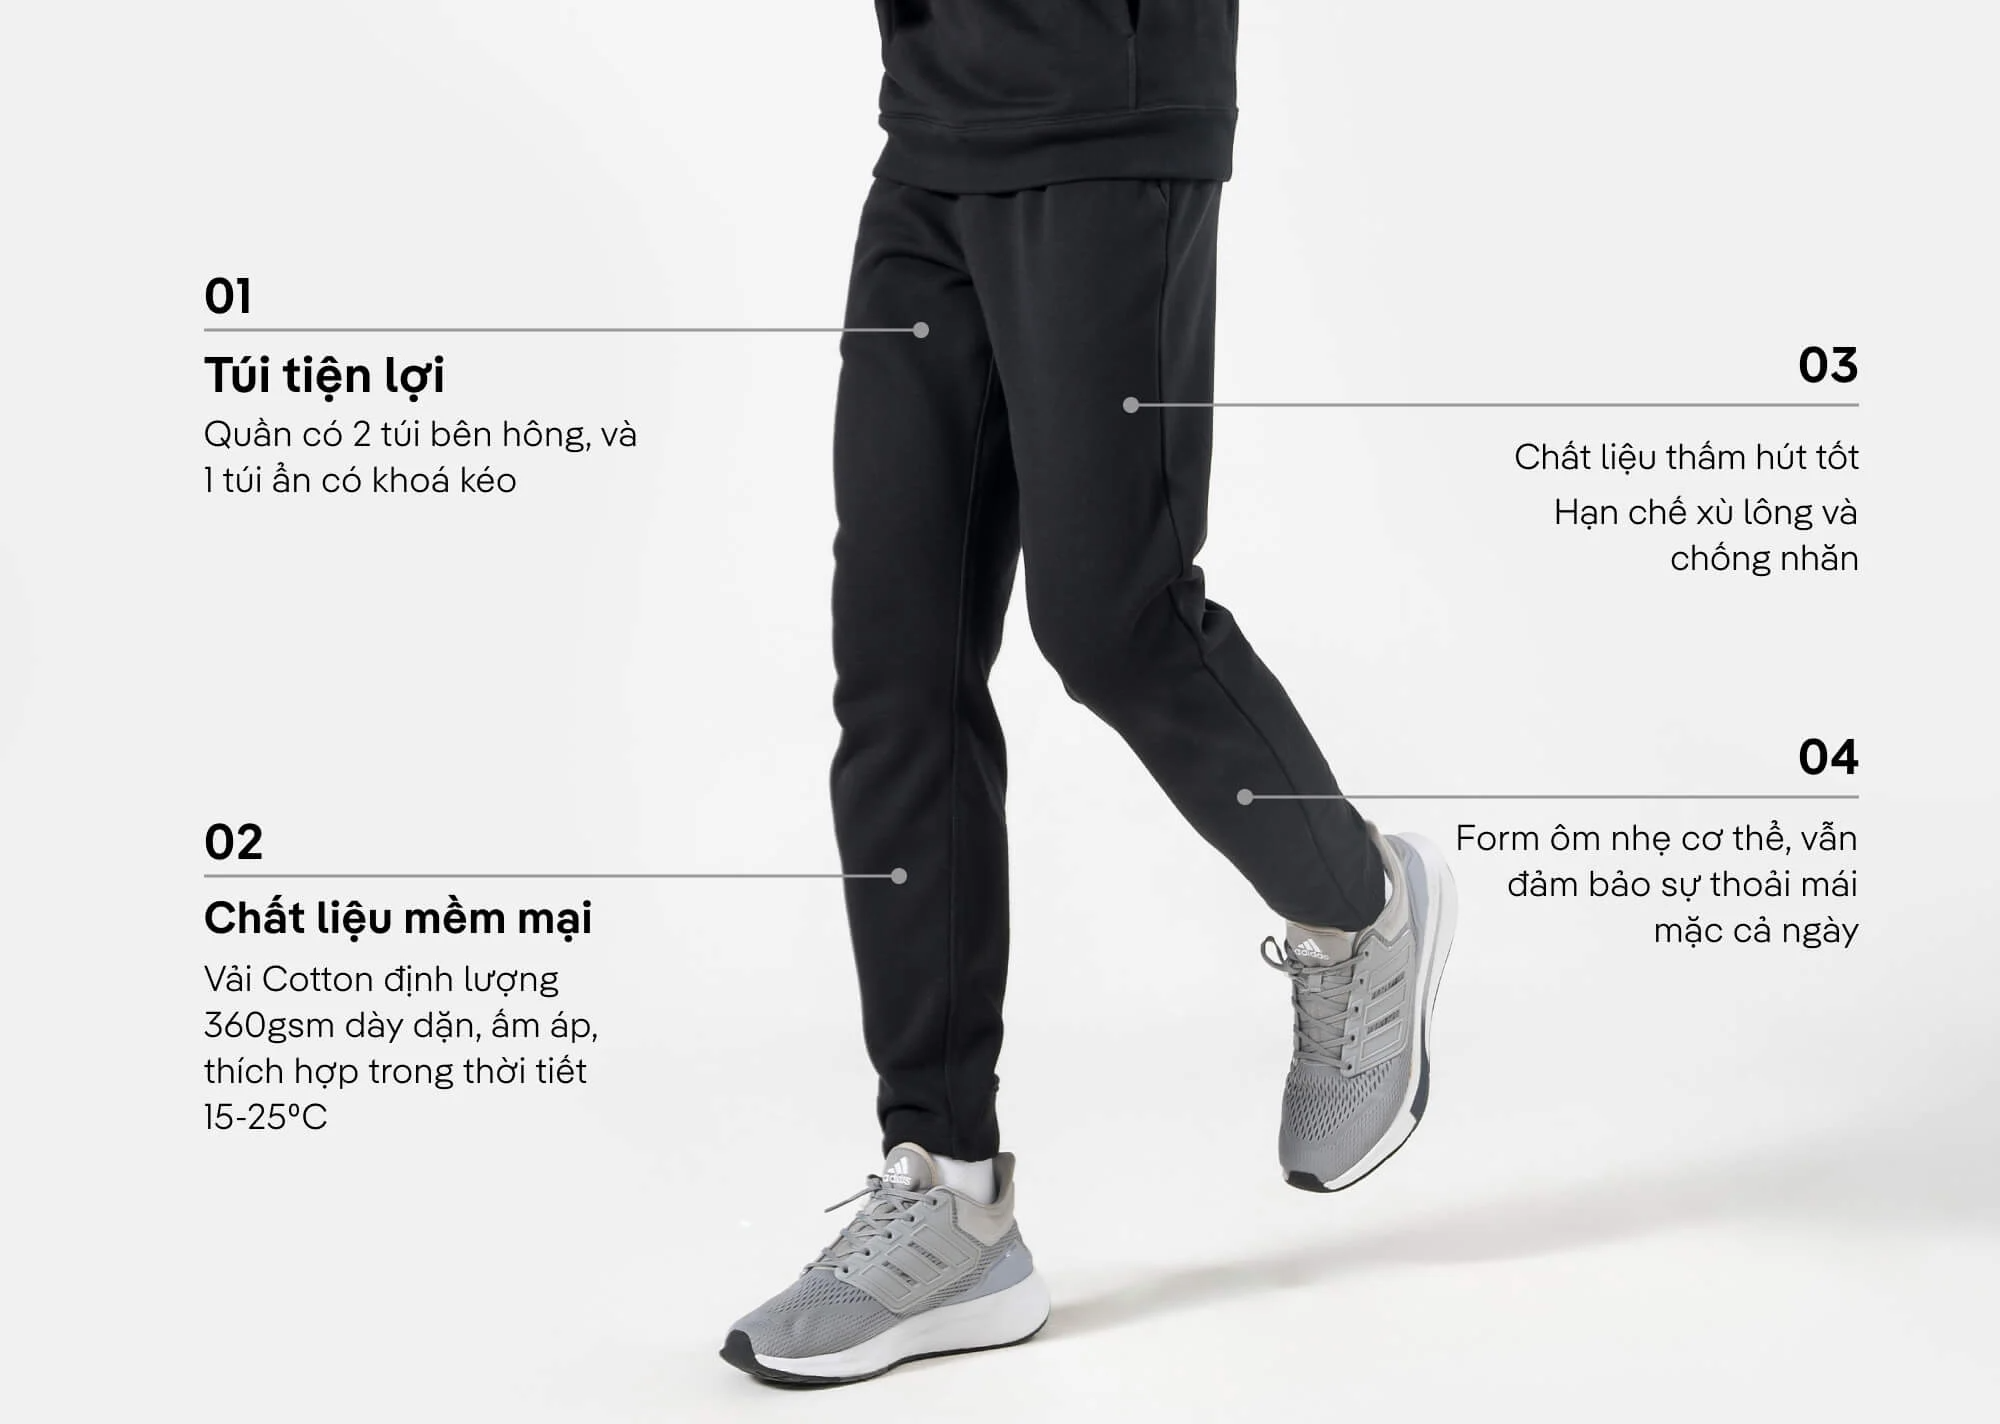 01
Túi tiện lợi
Quần có 2 túi bên hông, và
1 túi ẩn có khoá kéo
02
Chất liệu mềm mại
Vải Cotton định lượng
360gsm dày dặn, ấm áp,
thích hợp trong thời tiết
15-25ºC
03
Chất liệu thấm hút tốt
Hạn chế xù lông và
chống nhăn
04
Form ôm nhẹ cơ thể, vẫn
đảm bảo sự thoải mái
mặc cả ngày
adidas
adidas